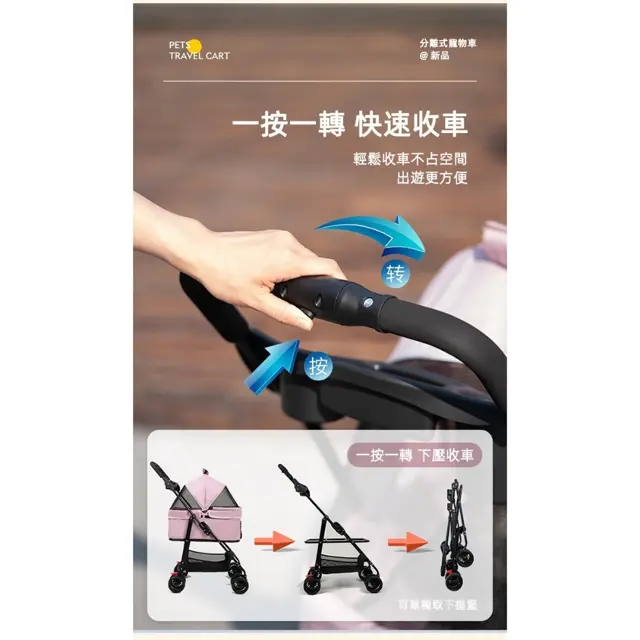 PETS
TRAVEL CART
分離式寵物車
@ 新品
一按一轉 快速收車
輕鬆收車不占空間
出遊更方便
转
按
一按一轉 下壓收車
可單獨取下提籃